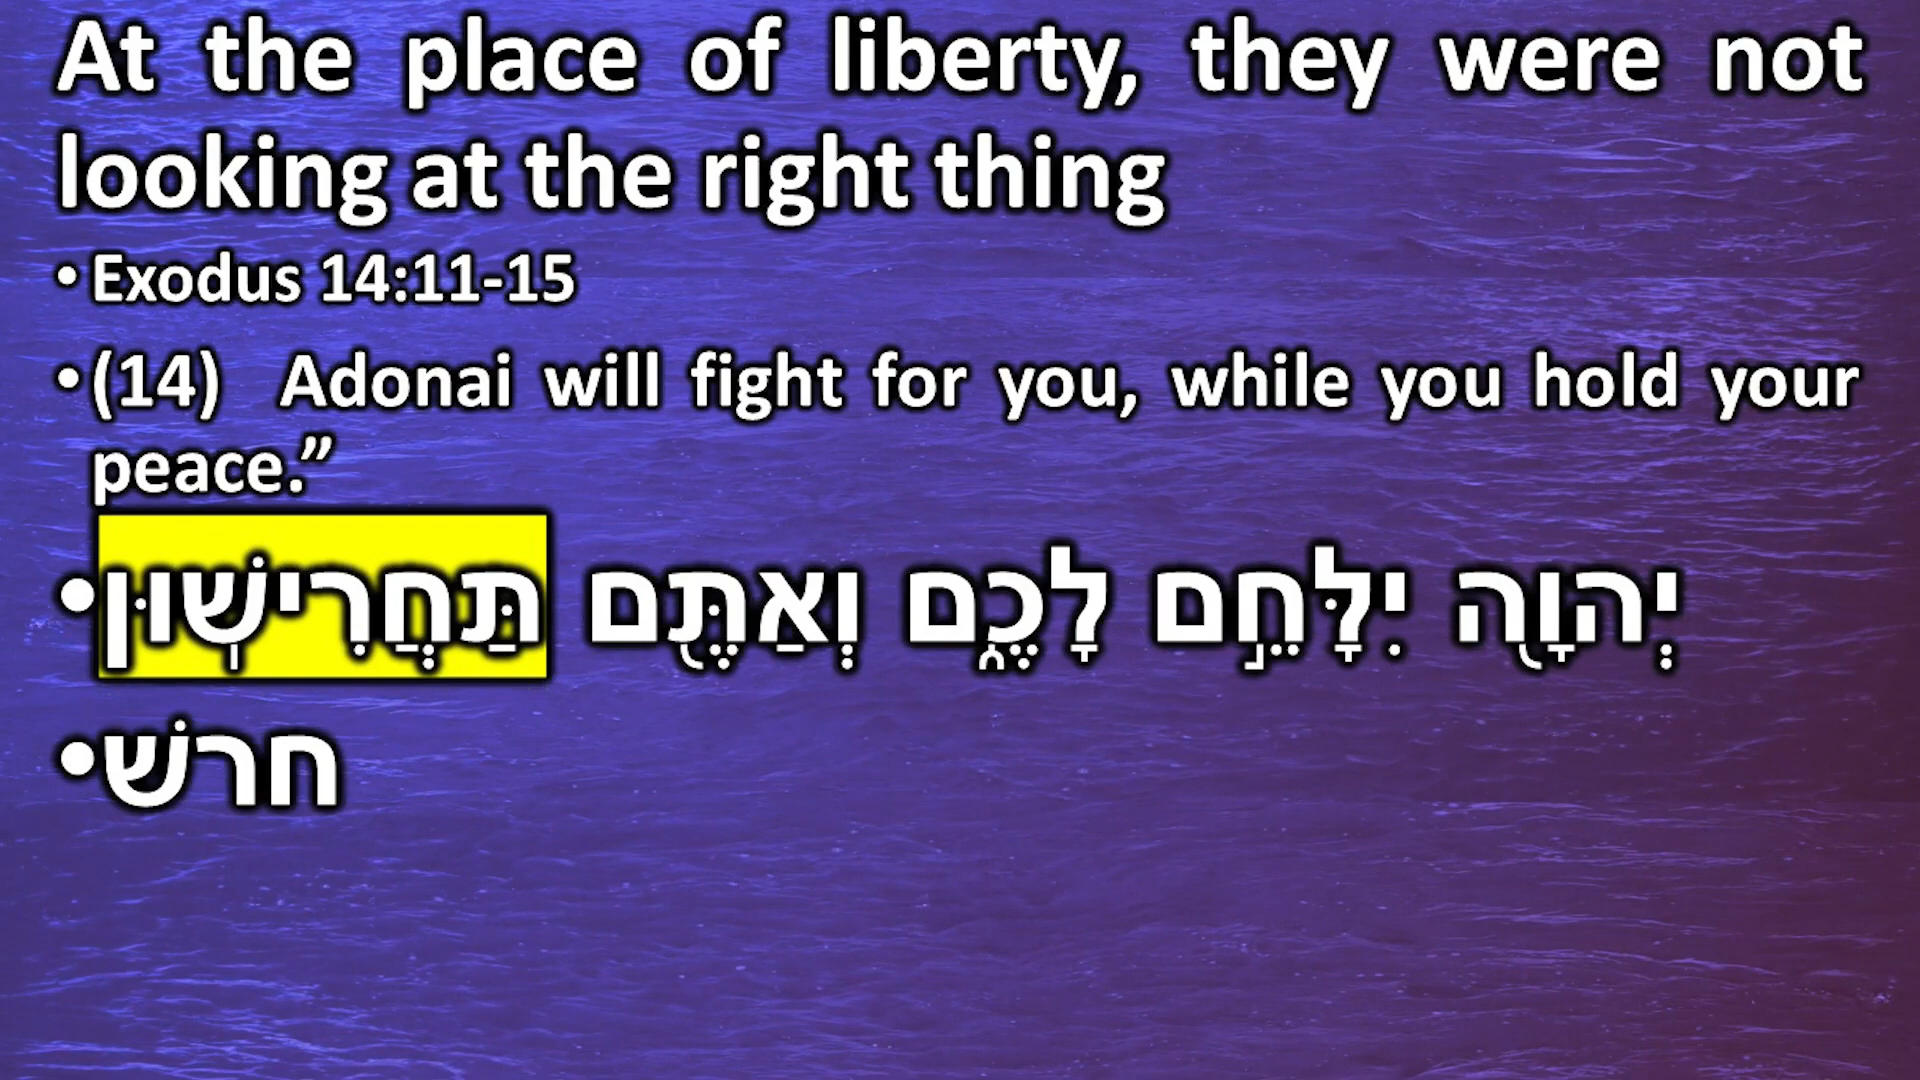 At the place of liberty, they were not
looking at the right thing
• Exodus 14:11-15
• (14) Adonai will fight for you, while you hold your
peace.”
• יְהוָ֖ה יִלָּחֵ֣ם לָכֶ֑ם וְאַתֶּ֖ם תַּחֲרִישֽׁוּן
• חרשׁ